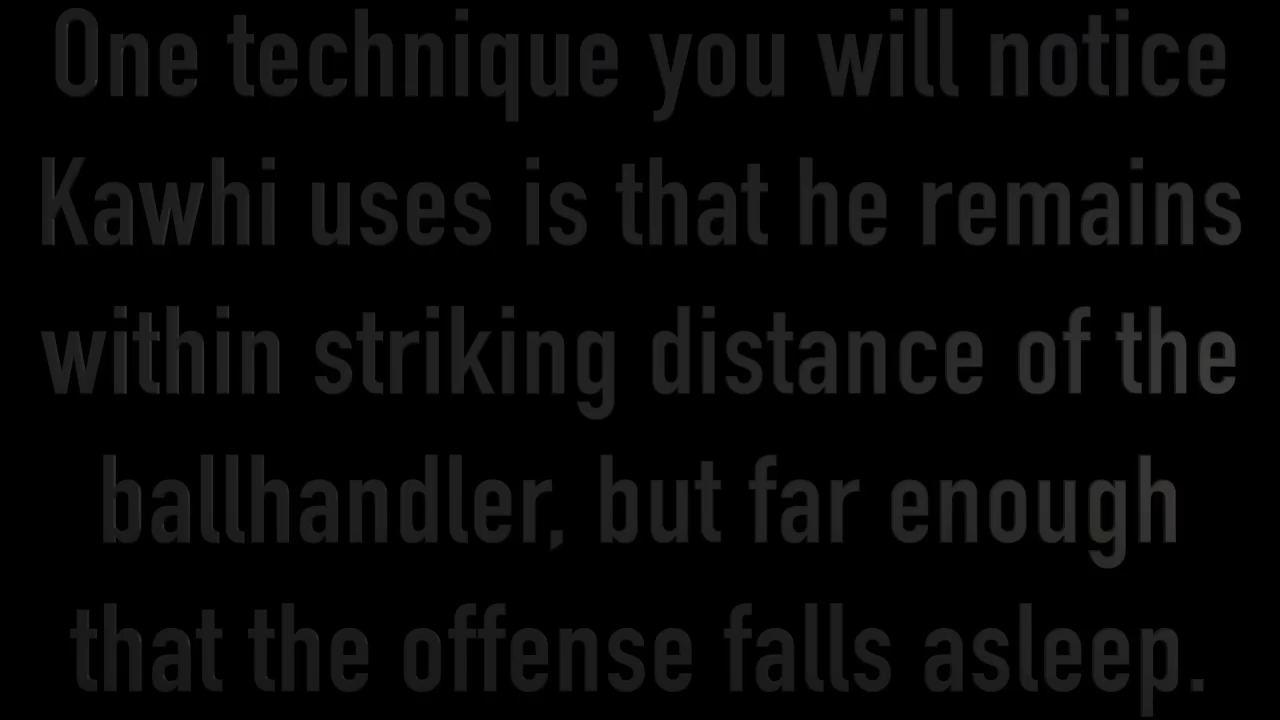 One technique you will notice
Kawhi uses is that he remains
within striking distance of the
ballhandler, but far enough
that the offense falls asleep.